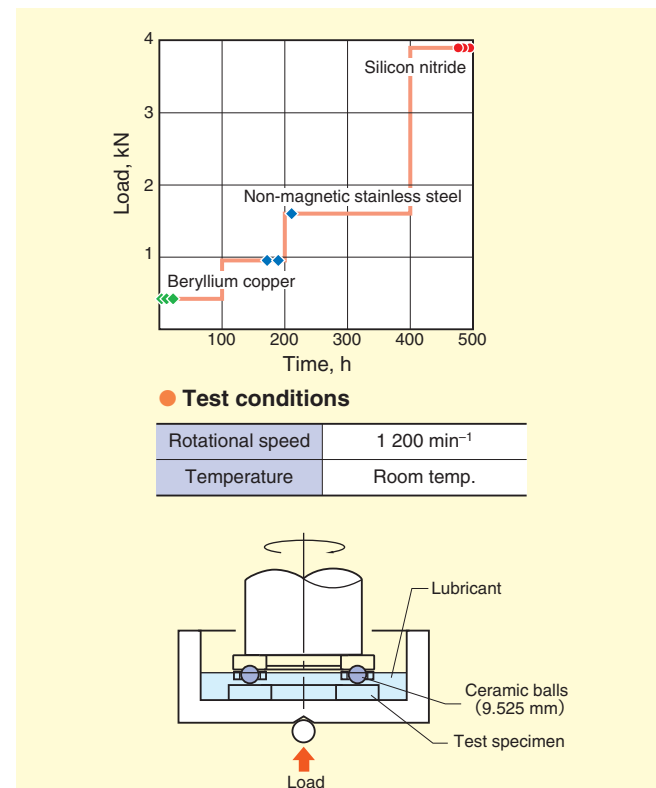 4
Silicon nitride
3
Load, kN
2
Non-magnetic stainless steel
1
Beryllium copper
100 200 300 400 500
Time, h
Test conditions
Rotational speed 1 200 min⁻¹
Temperature Room temp.
Lubricant
Ceramic balls
(9.525 mm)
Test specimen
Load